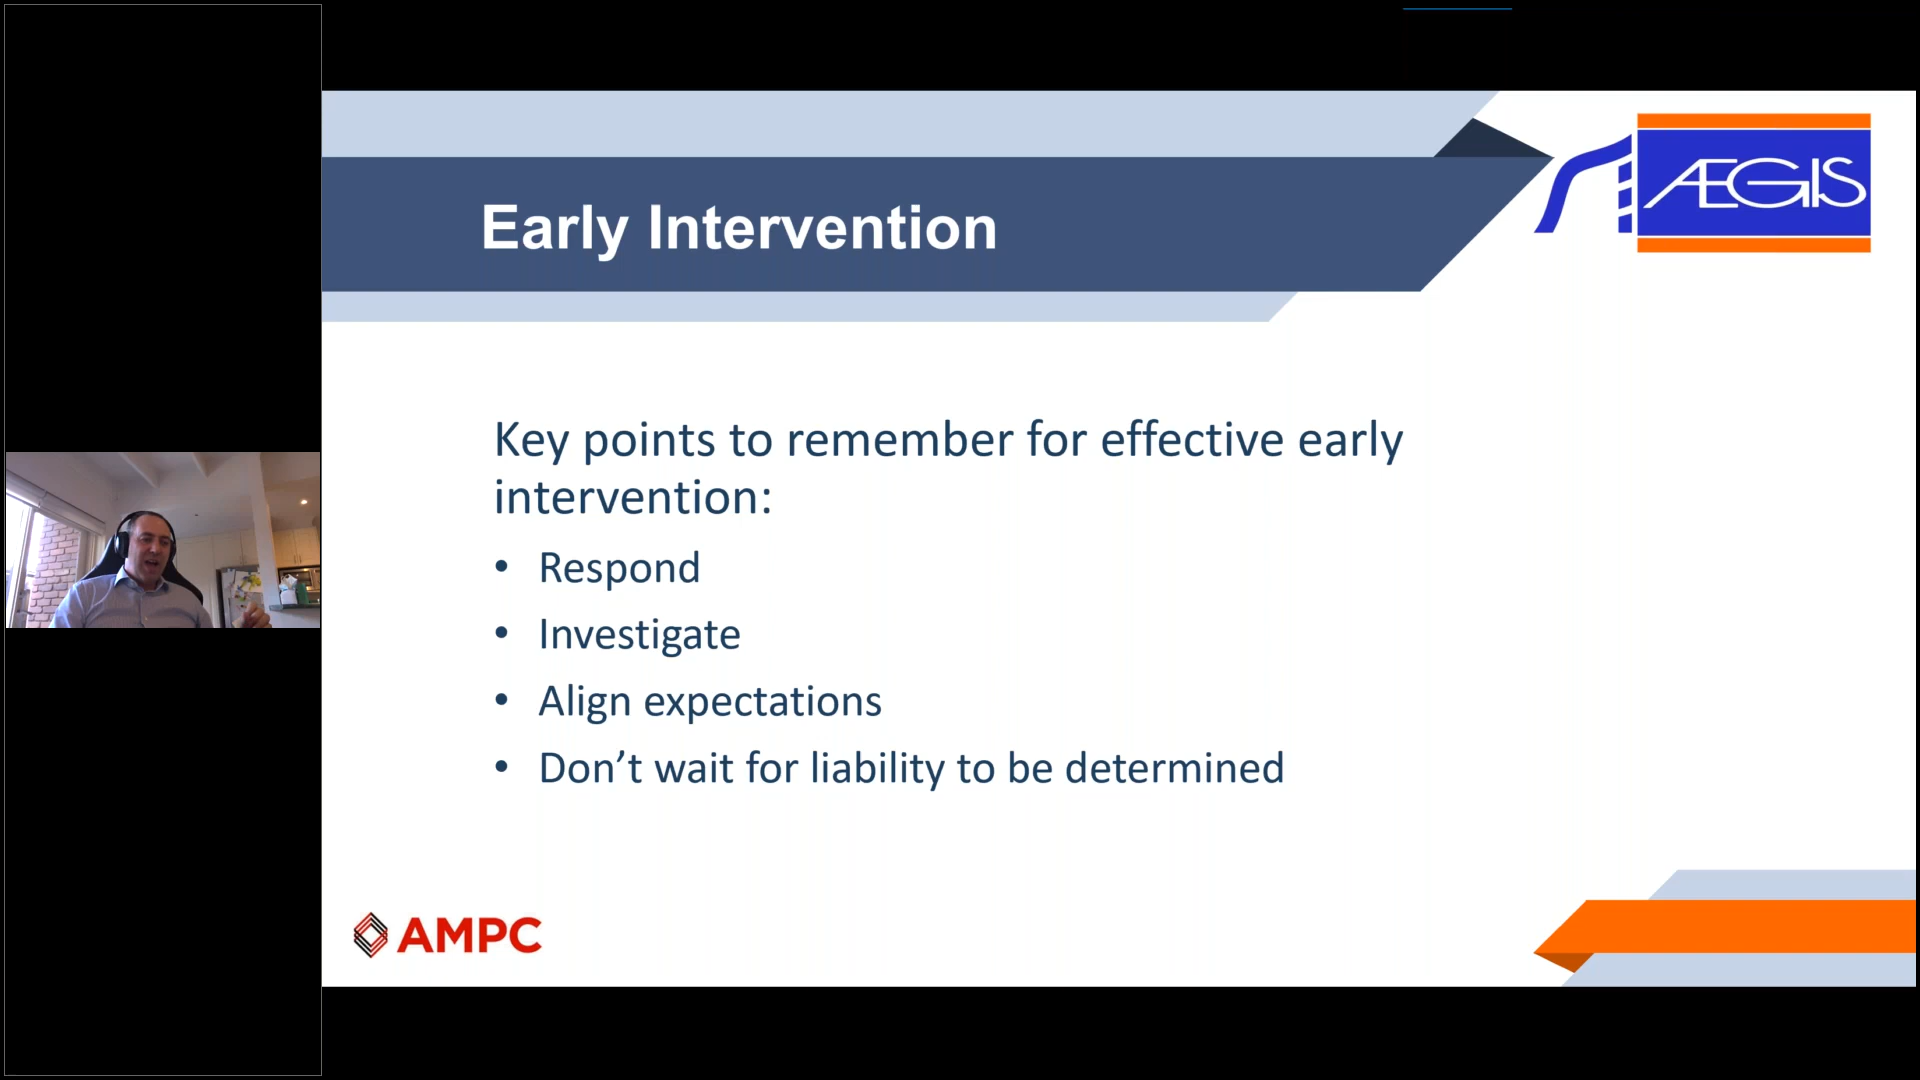 Early Intervention
ÆGIS
Key points to remember for effective early
intervention:
• Respond
• Investigate
• Align expectations
• Don’t wait for liability to be determined
AMPC